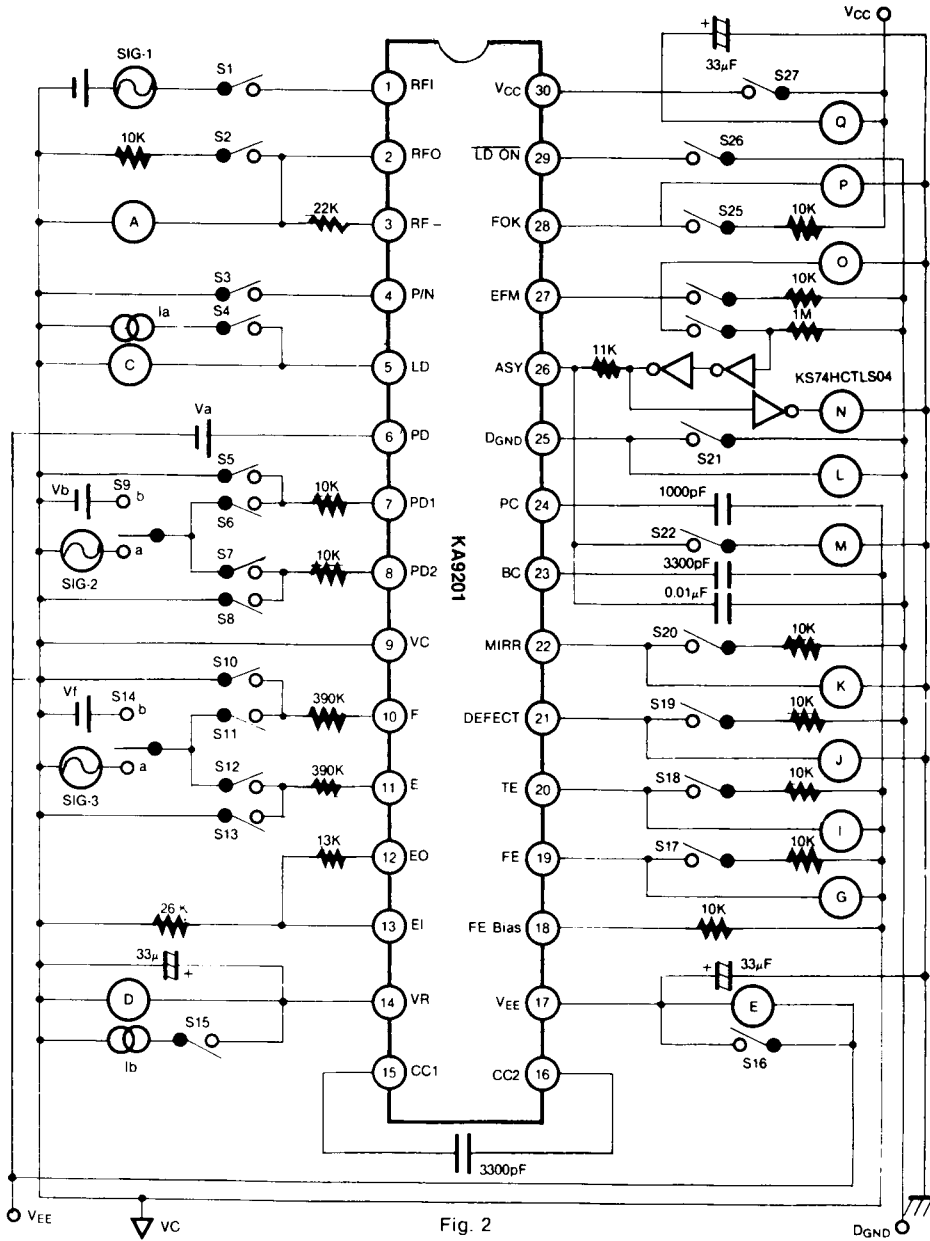 VCC
SIG-1
S1
1 RFI
10K
S2
2 RFO
A
22K
3 RF −
S3
4 P/N
Ia
S4
C
5 LD
Va
6 PD
S5
Vb
S9
b
S6
10K
7 PD1
SIG-2
a
S7
10K
8 PD2
S8
9 VC
S10
Vf
S14
b
S11
390K
10 F
SIG-3
a
S12
390K
11 E
S13
13K
12 EO
26 K
13 EI
33μ
+
D
14 VR
Ib
S15
15 CC1
KA9201
+
33μF
VCC 30
S27
Q
LD ON 29
S26
P
FOK 28
S25
10K
O
EFM 27
10K
1M
ASY 26
11K
KS74HCTLS04
N
DGND 25
S21
L
PC 24
1000pF
S22
M
BC 23
3300pF
0.01μF
MIRR 22
S20
10K
K
DEFECT 21
S19
10K
J
TE 20
S18
10K
I
FE 19
S17
10K
G
FE Bias 18
10K
+
33μF
VEE 17
E
S16
CC2 16
3300pF
VEE
VC
Fig. 2
DGND